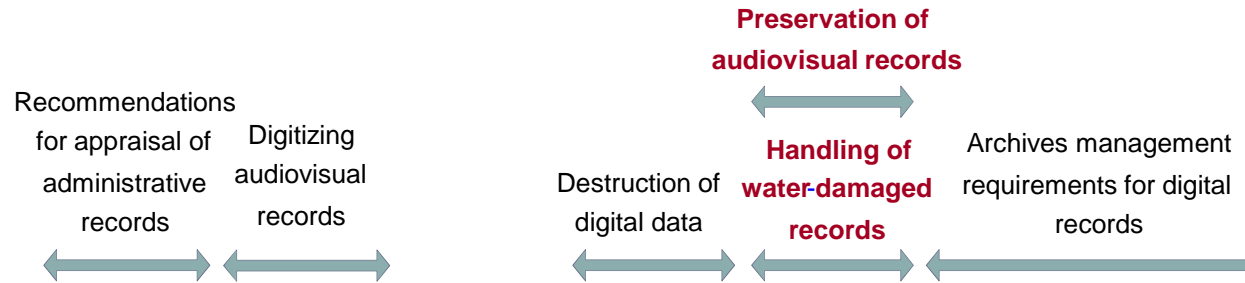 Preservation of
audiovisual records
Recommendations
for appraisal of
administrative
records
Digitizing
audiovisual
records
Destruction of
digital data
Handling of
water-damaged
records
Archives management
requirements for digital
records